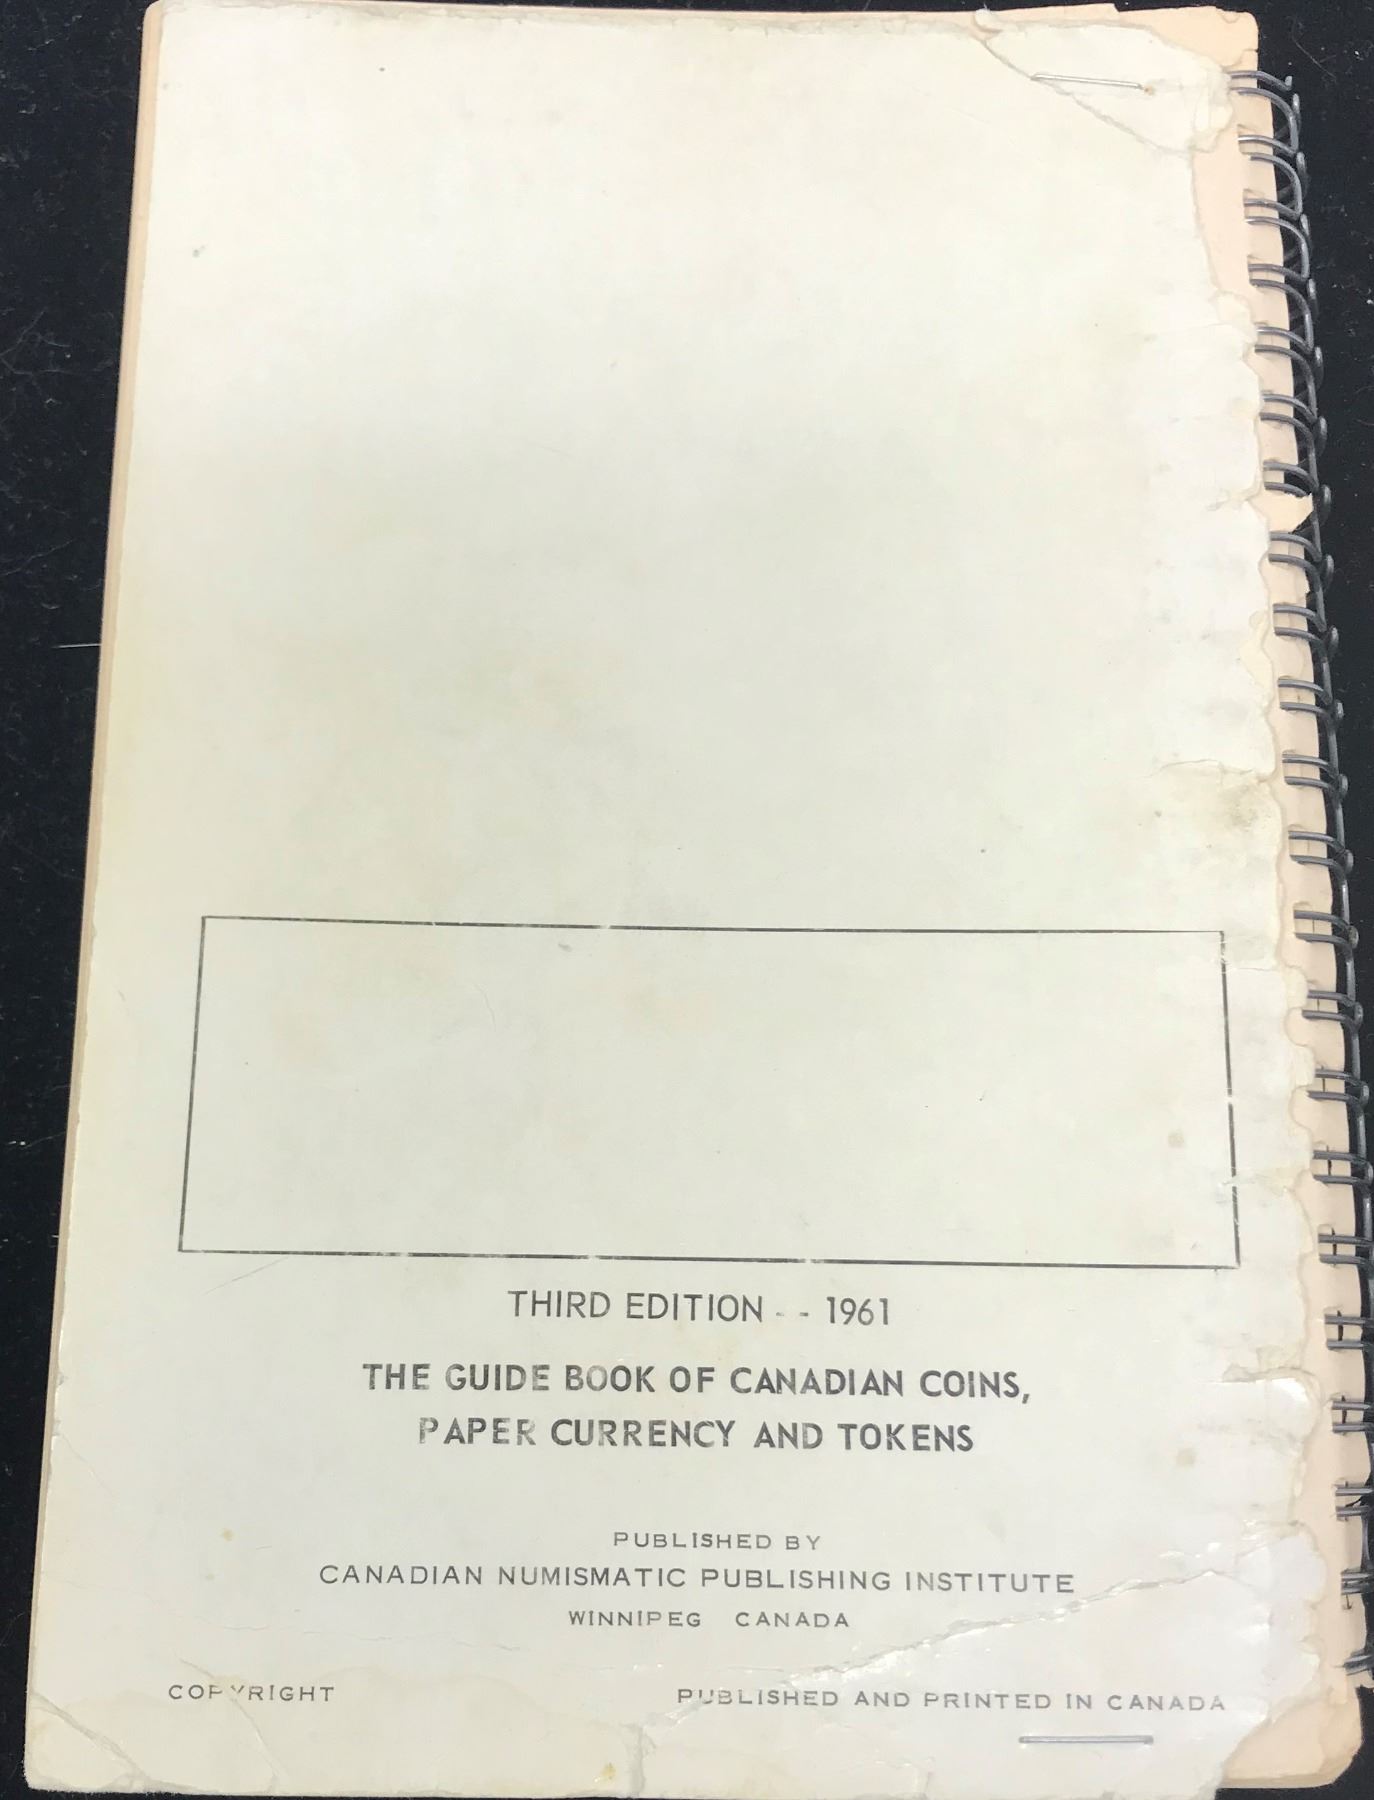 THIRD EDITION - - 1961
THE GUIDE BOOK OF CANADIAN COINS,
PAPER CURRENCY AND TOKENS
PUBLISHED BY
CANADIAN NUMISMATIC PUBLISHING INSTITUTE
WINNIPEG CANADA
COPYRIGHT PUBLISHED AND PRINTED IN CANADA